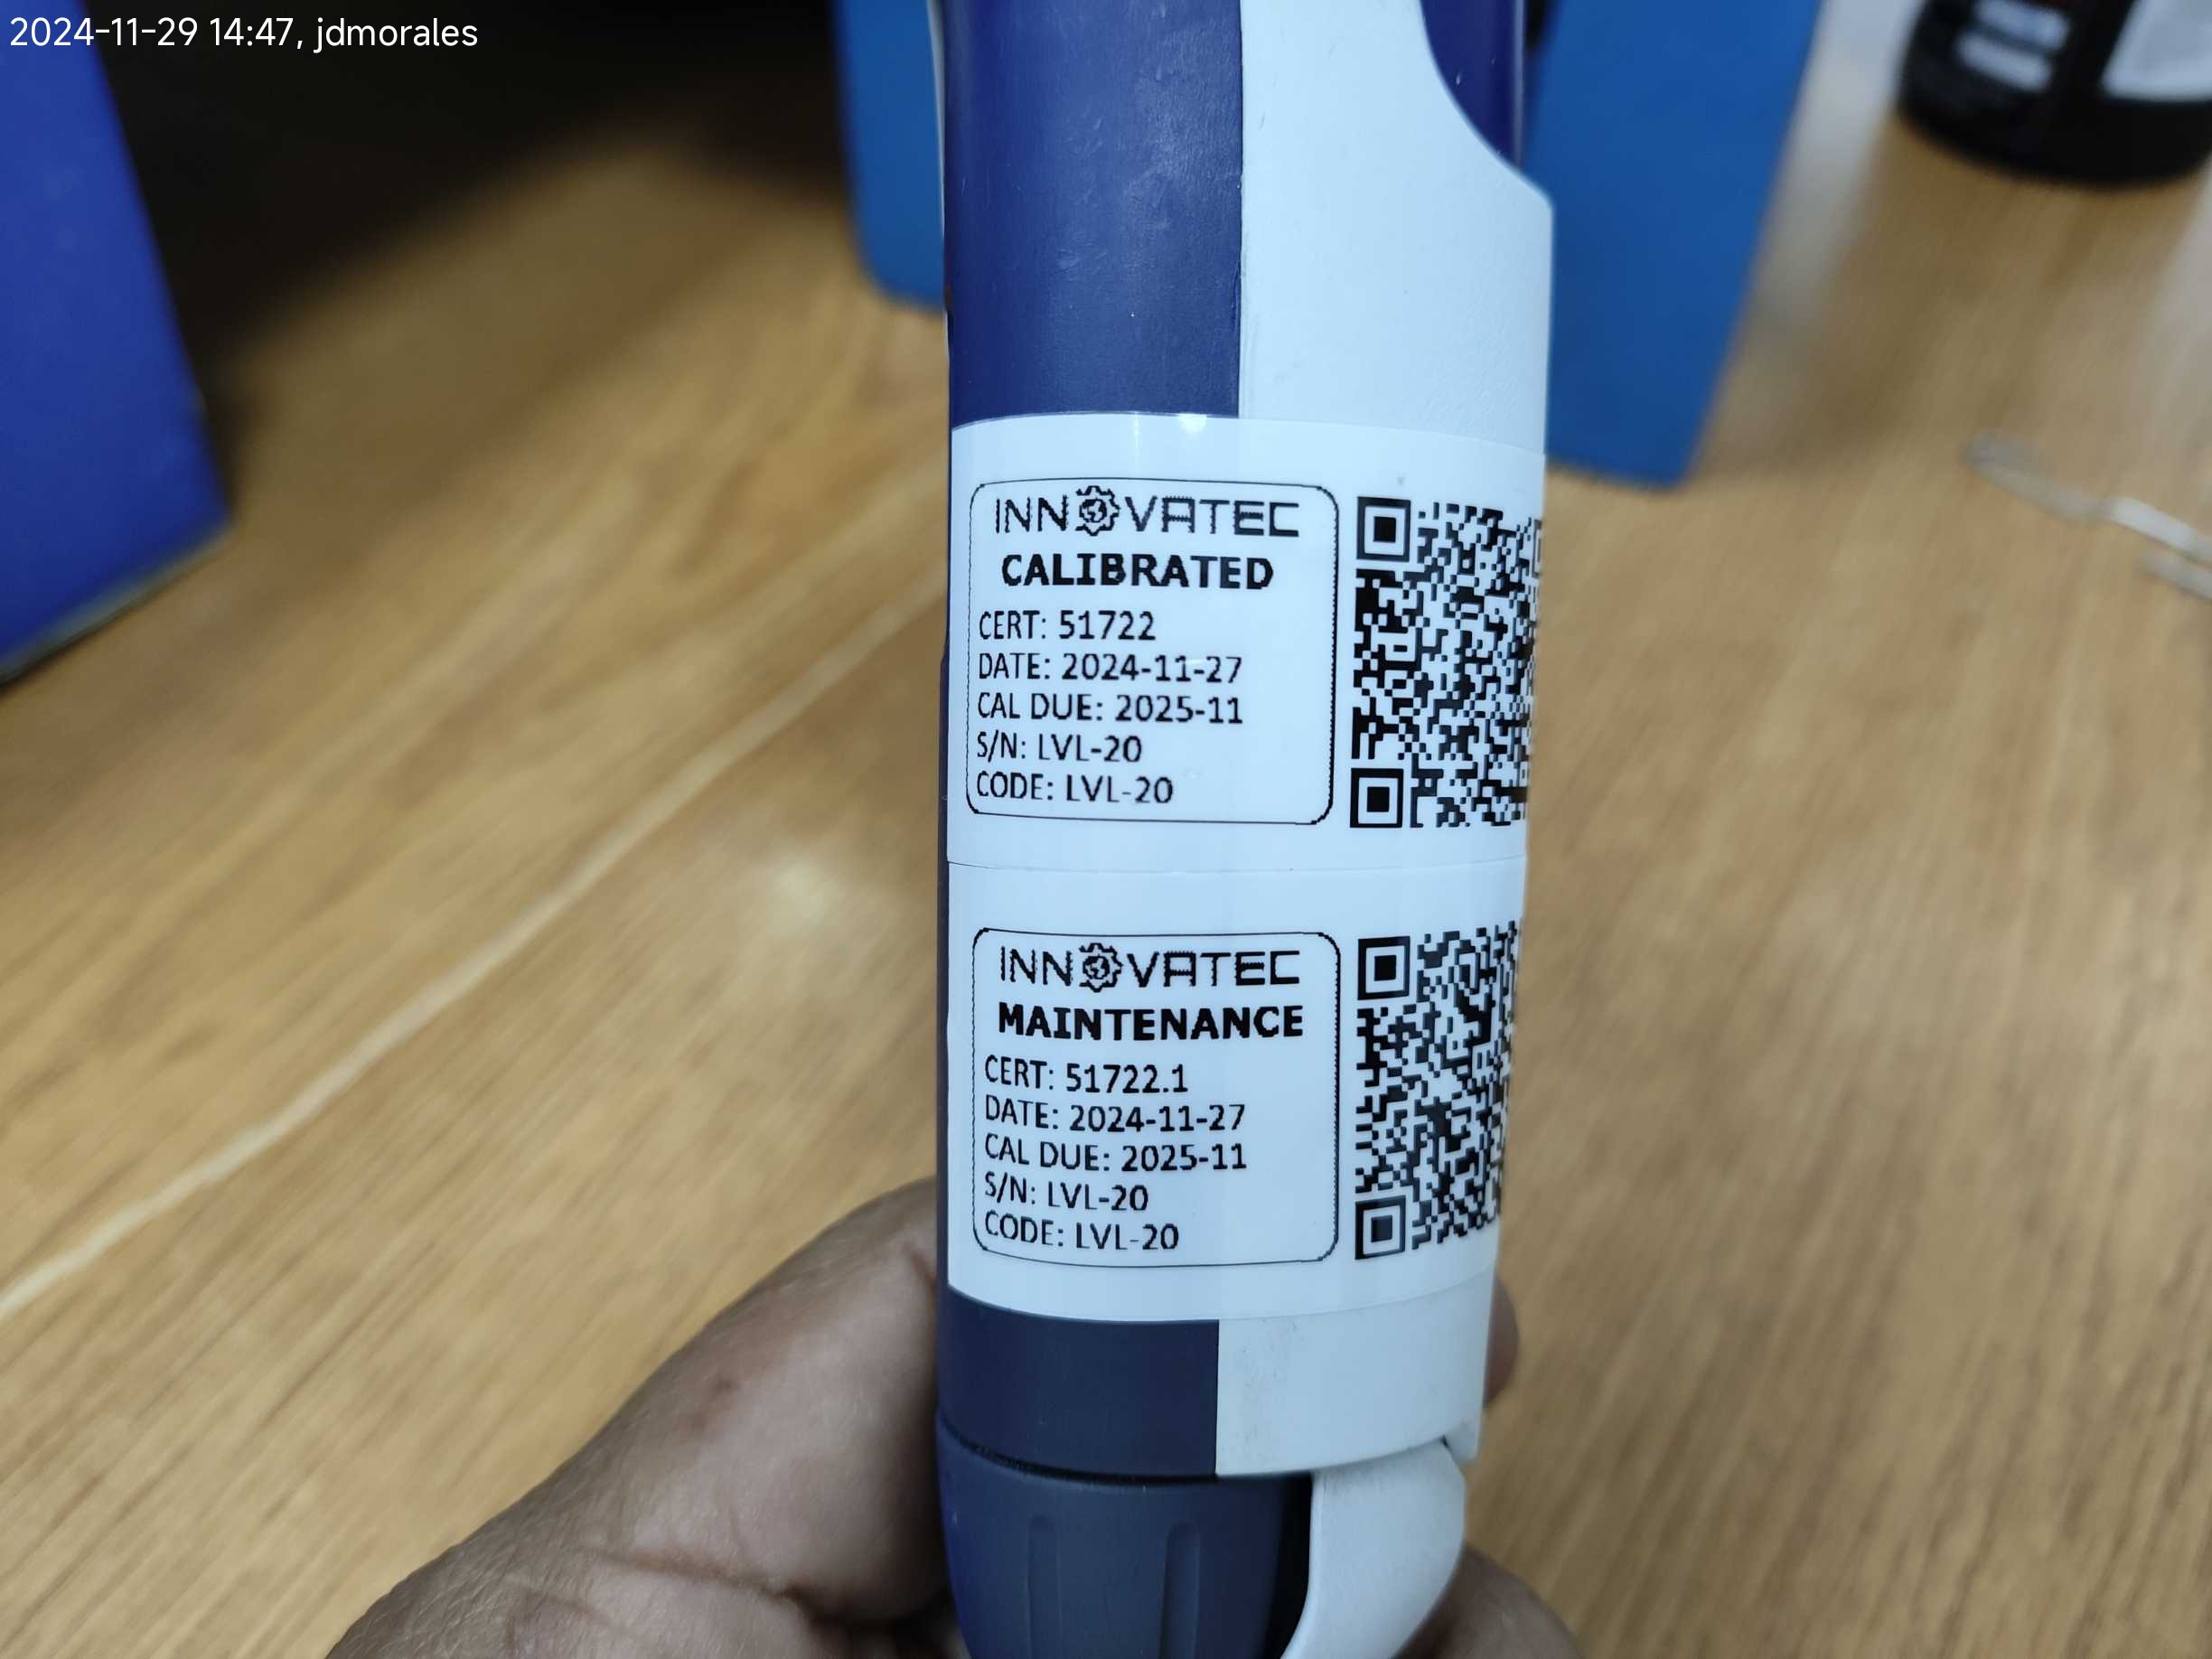 2024-11-29 14:47, jdmorales
INNOVATEC
CALIBRATED
CERT: 51722
DATE: 2024-11-27
CAL DUE: 2025-11
S/N: LVL-20
CODE: LVL-20
INNOVATEC
MAINTENANCE
CERT: 51722.1
DATE: 2024-11-27
CAL DUE: 2025-11
S/N: LVL-20
CODE: LVL-20